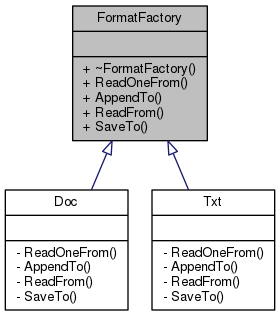 FormatFactory
+ ~FormatFactory()
+ ReadOneFrom()
+ AppendTo()
+ ReadFrom()
+ SaveTo()
Doc
- ReadOneFrom()
- AppendTo()
- ReadFrom()
- SaveTo()
Txt
- ReadOneFrom()
- AppendTo()
- ReadFrom()
- SaveTo()